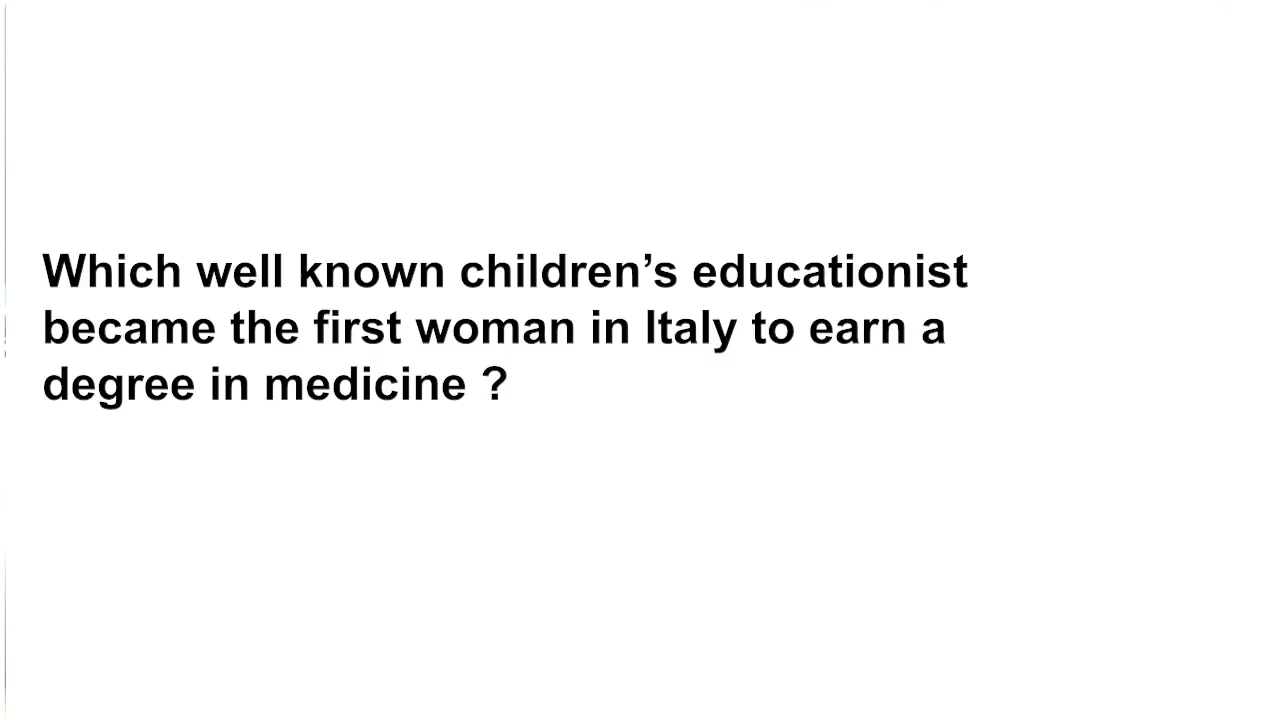 Which well known children’s educationist
became the first woman in Italy to earn a
degree in medicine ?